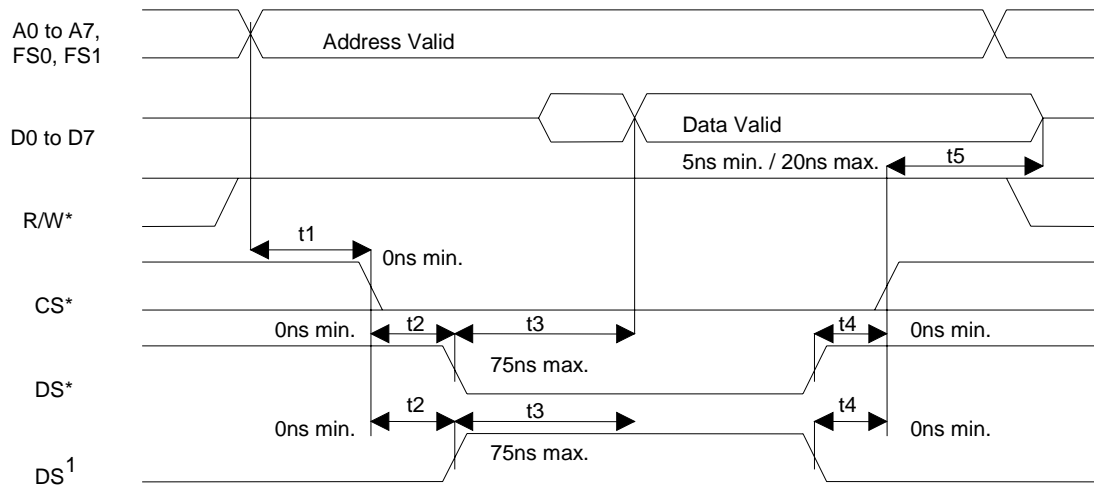 A0 to A7,
FS0, FS1
Address Valid
D0 to D7
Data Valid
5ns min. / 20ns max.
t5
R/W*
t1
0ns min.
CS*
0ns min.
t2
t3
t4
0ns min.
75ns max.
DS*
0ns min.
t2
t3
t4
0ns min.
75ns max.
DS1